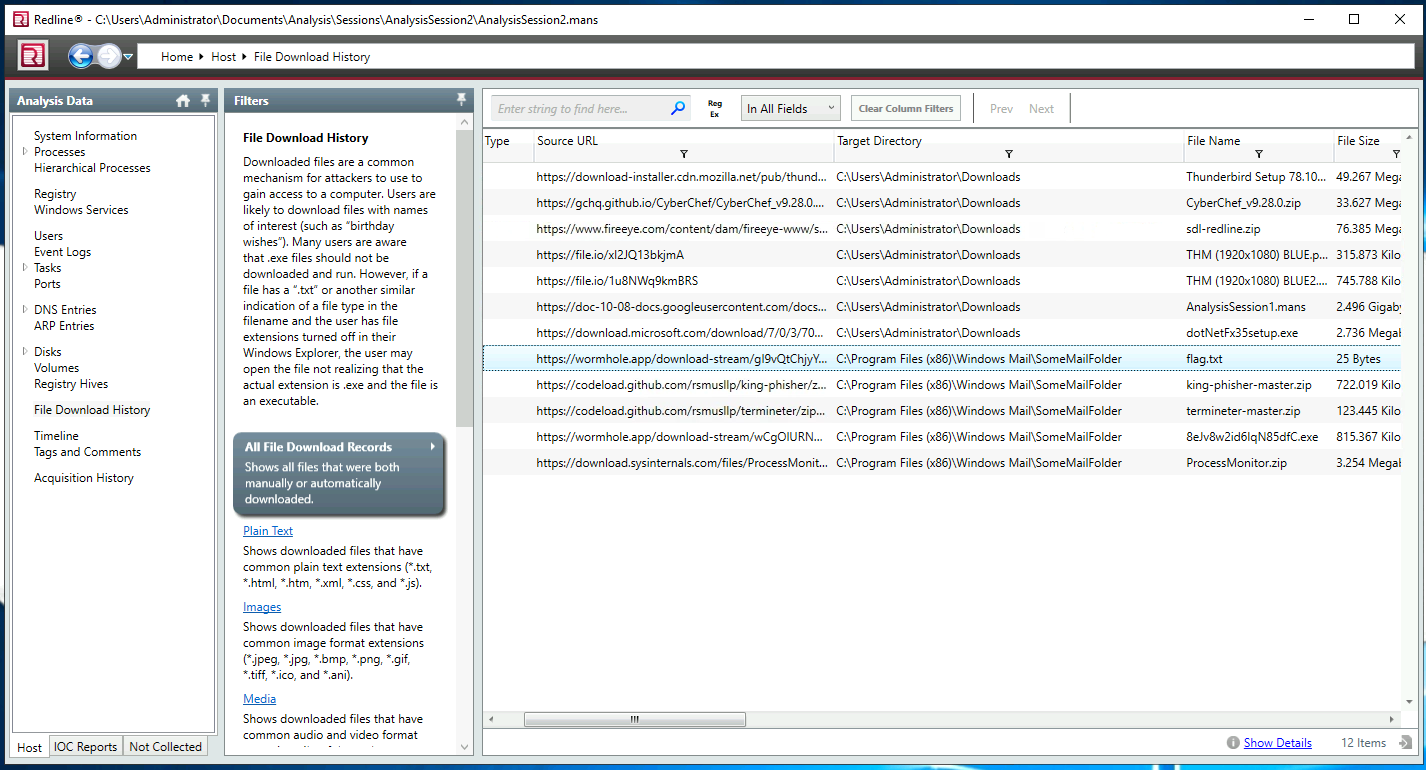 Redline® - C:\Users\Administrator\Documents\Analysis\Sessions\AnalysisSession2\AnalysisSession2.mans
Home Host File Download History
Analysis Data
System Information
Processes
Hierarchical Processes
Registry
Windows Services
Users
Event Logs
Tasks
Ports
DNS Entries
ARP Entries
Disks
Volumes
Registry Hives
File Download History
Timeline
Tags and Comments
Acquisition History
Host IOC Reports Not Collected
Filters
File Download History
Downloaded files are a common
mechanism for attackers to use to
gain access to a computer. Users are
likely to download files with names
of interest (such as “birthday
wishes”). Many users are aware
that .exe files should not be
downloaded and run. However, if a
file has a “.txt” or another similar
indication of a file type in the
filename and the user has file
extensions turned off in their
Windows Explorer, the user may
open the file not realizing that the
actual extension is .exe and the file is
an executable.
All File Download Records
Shows all files that were both
manually or automatically
downloaded.
Plain Text
Shows downloaded files that have
common plain text extensions (*.txt,
*.html, *.htm, *.xml, *.css, and *.js).
Images
Shows downloaded files that have
common image format extensions
(*.jpeg, *.jpg, *.bmp, *.png, *.gif,
*.tiff, *.ico, and *.ani).
Media
Shows downloaded files that have
common audio and video format
Enter string to find here... Reg Ex In All Fields Clear Column Filters Prev Next
Type Source URL Target Directory File Name File Size
https://download-installer.cdn.mozilla.net/pub/thund... C:\Users\Administrator\Downloads Thunderbird Setup 78.10... 49.267 Mega
https://gchq.github.io/CyberChef/CyberChef_v9.28.0.... C:\Users\Administrator\Downloads CyberChef_v9.28.0.zip 33.627 Mega
https://www.fireeye.com/content/dam/fireeye-www/s... C:\Users\Administrator\Downloads sdl-redline.zip 76.385 Mega
https://file.io/xl2JQ13bkjmA C:\Users\Administrator\Downloads THM (1920x1080) BLUE.p... 315.873 Kilo
https://file.io/1u8NWq9kmBRS C:\Users\Administrator\Downloads THM (1920x1080) BLUE2.... 745.788 Kilo
https://doc-10-08-docs.googleusercontent.com/docs... C:\Users\Administrator\Downloads AnalysisSession1.mans 2.496 Gigaby
https://download.microsoft.com/download/7/0/3/70... C:\Users\Administrator\Downloads dotNetFx35setup.exe 2.736 Megab
https://wormhole.app/download-stream/gI9vQtChjyY... C:\Program Files (x86)\Windows Mail\SomeMailFolder flag.txt 25 Bytes
https://codeload.github.com/rsmusllp/king-phisher/z... C:\Program Files (x86)\Windows Mail\SomeMailFolder king-phisher-master.zip 722.019 Kilo
https://codeload.github.com/rsmusllp/termineter/zip... C:\Program Files (x86)\Windows Mail\SomeMailFolder termineter-master.zip 123.445 Kilo
https://wormhole.app/download-stream/wCgOlURN... C:\Program Files (x86)\Windows Mail\SomeMailFolder 8eJv8w2id6IqN85dfC.exe 815.367 Kilo
https://download.sysinternals.com/files/ProcessMonit... C:\Program Files (x86)\Windows Mail\SomeMailFolder ProcessMonitor.zip 3.254 Megab
Show Details 12 Items